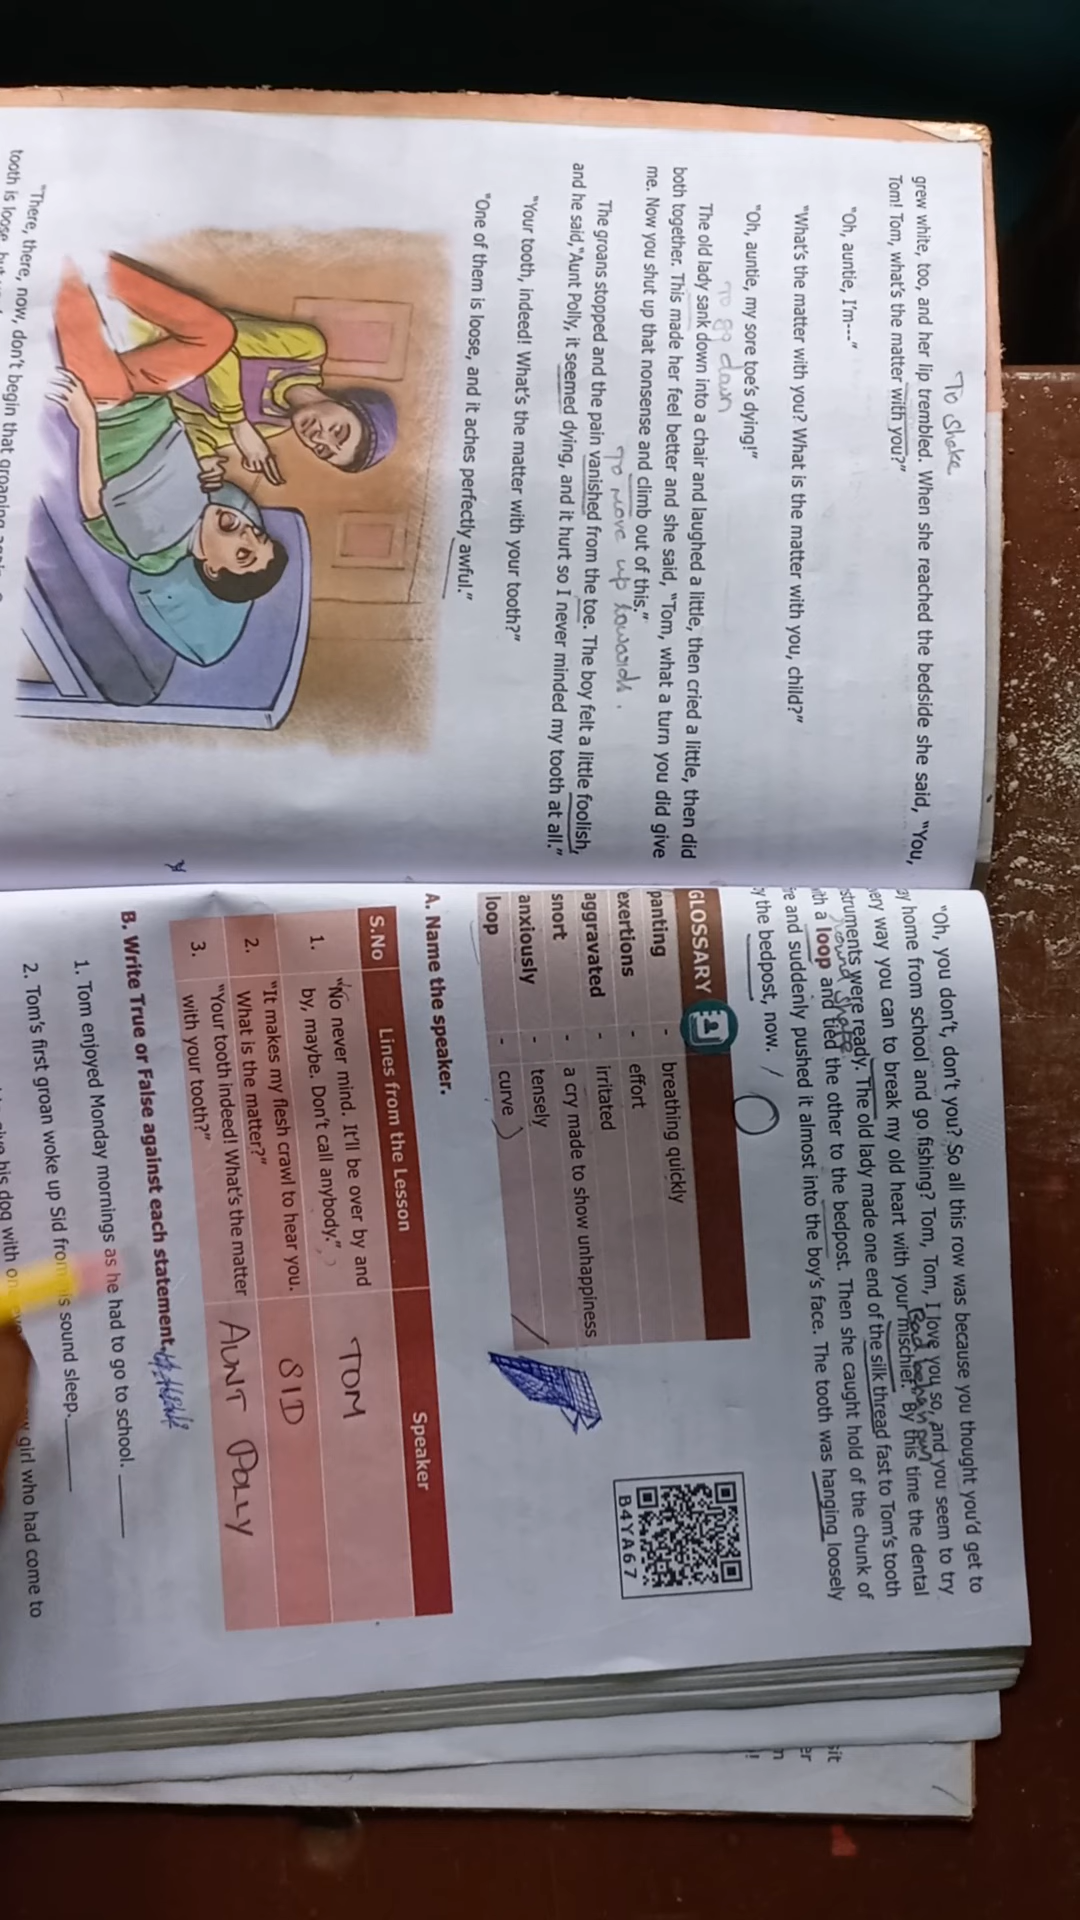 To Shake
grew white, too, and her lip trembled. When she reached the bedside she said, "You,
Tom! Tom, what's the matter with you?"
"Oh, auntie, I'm---"
"What's the matter with you? What is the matter with you, child?"
"Oh, auntie, my sore toe's dying!"
To go down
The old lady sank down into a chair and laughed a little, then cried a little, then did
both together. This made her feel better and she said, "Tom, what a turn you did give
me. Now you shut up that nonsense and climb out of this."
To move up towards.
The groans stopped and the pain vanished from the toe. The boy felt a little foolish,
and he said, "Aunt Polly, it seemed dying, and it hurt so I never minded my tooth at all."
"Your tooth, indeed! What's the matter with your tooth?"
"One of them is loose, and it aches perfectly awful."
"There, there, now, don't begin that groaning
tooth is loose
"Oh, you don't, don't you? So all this row was because you thought you'd get to
home from school and go fishing? Tom, Tom, I love you so, and you seem to try
way you can to break my old heart with your mischief." By this time the dental
were ready. The old lady made one end of the silk thread fast to Tom's tooth
round shape
with a loop and tied the other to the bedpost. Then she caught hold of the chunk of
and suddenly pushed it almost into the boy's face. The tooth was hanging loosely
the bedpost, now.
GLOSSARY
panting - breathing quickly
exertions - effort
aggravated - irritated
snort - a cry made to show unhappiness
anxiously - tensely
loop - curve
B4YA67
A. Name the speaker.
S.No Lines from the Lesson Speaker
1. "No never mind. It'll be over by and
by, maybe. Don't call anybody." TOM
2. "It makes my flesh crawl to hear you.
What is the matter?" SID
3. "Your tooth indeed! What's the matter
with your tooth?" AUNT POLLY
B. Write True or False against each statement.
1. Tom enjoyed Monday mornings as he had to go to school.
2. Tom's first groan woke up Sid from his sound sleep.
his dog with
girl who had come to